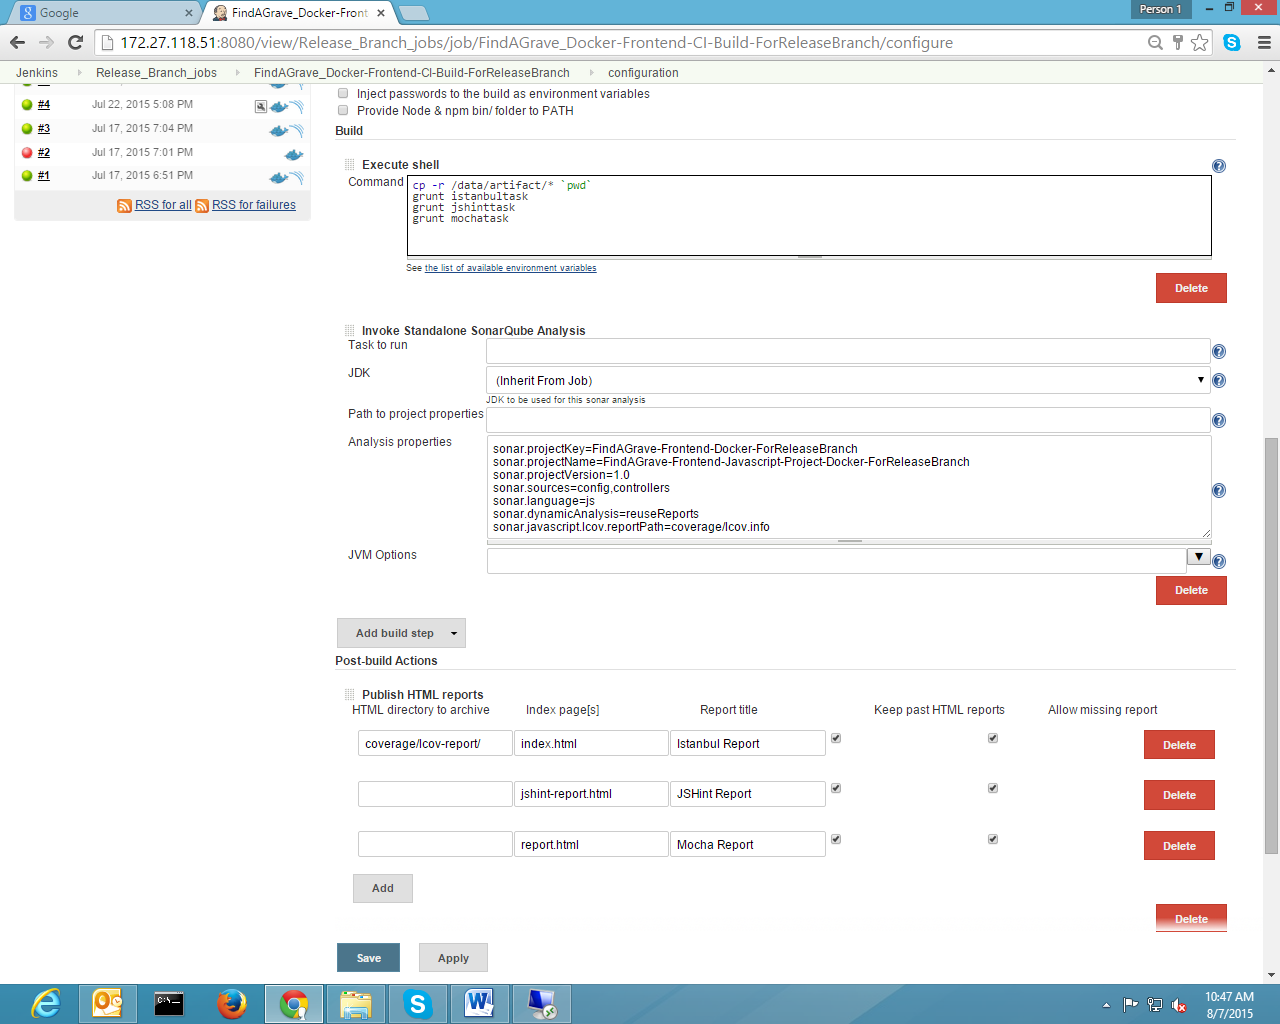 Google
FindAGrave_Docker-Front
Person 1
172.27.118.51:8080/view/Release_Branch_jobs/job/FindAGrave_Docker-Frontend-CI-Build-ForReleaseBranch/configure
Jenkins
Release_Branch_jobs
FindAGrave_Docker-Frontend-CI-Build-ForReleaseBranch
configuration
#4 Jul 22, 2015 5:08 PM
#3 Jul 17, 2015 7:04 PM
#2 Jul 17, 2015 7:01 PM
#1 Jul 17, 2015 6:51 PM
RSS for all RSS for failures
Inject passwords to the build as environment variables
Provide Node & npm bin/ folder to PATH
Build
Execute shell
Command
cp -r /data/artifact/* `pwd`
grunt istanbultask
grunt jshinttask
grunt mochatask
See the list of available environment variables
Delete
Invoke Standalone SonarQube Analysis
Task to run
JDK
(Inherit From Job)
JDK to be used for this sonar analysis
Path to project properties
Analysis properties
sonar.projectKey=FindAGrave-Frontend-Docker-ForReleaseBranch
sonar.projectName=FindAGrave-Frontend-Javascript-Project-Docker-ForReleaseBranch
sonar.projectVersion=1.0
sonar.sources=config,controllers
sonar.language=js
sonar.dynamicAnalysis=reuseReports
sonar.javascript.lcov.reportPath=coverage/lcov.info
JVM Options
Delete
Add build step
Post-build Actions
Publish HTML reports
HTML directory to archive Index page[s] Report title Keep past HTML reports Allow missing report
coverage/lcov-report/ index.html Istanbul Report Delete
jshint-report.html JSHint Report Delete
report.html Mocha Report Delete
Add
Delete
Save Apply
10:47 AM
8/7/2015